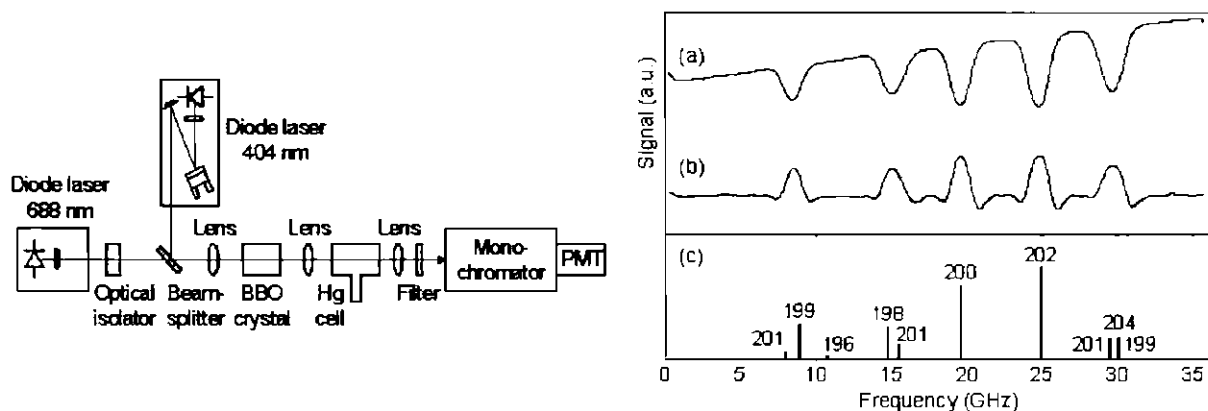 Diode laser
404 nm
Diode laser
688 nm
Lens
Lens
Lens
Mono-
chromator
PMT
Optical
isolator
Beam-
splitter
BBO
crystal
Hg
cell
Filter
Signal (a.u.)
(a)
(b)
(c)
202
200
199
198
204
201
196
201
201
199
0 5 10 15 20 25 30 35
Frequency (GHz)